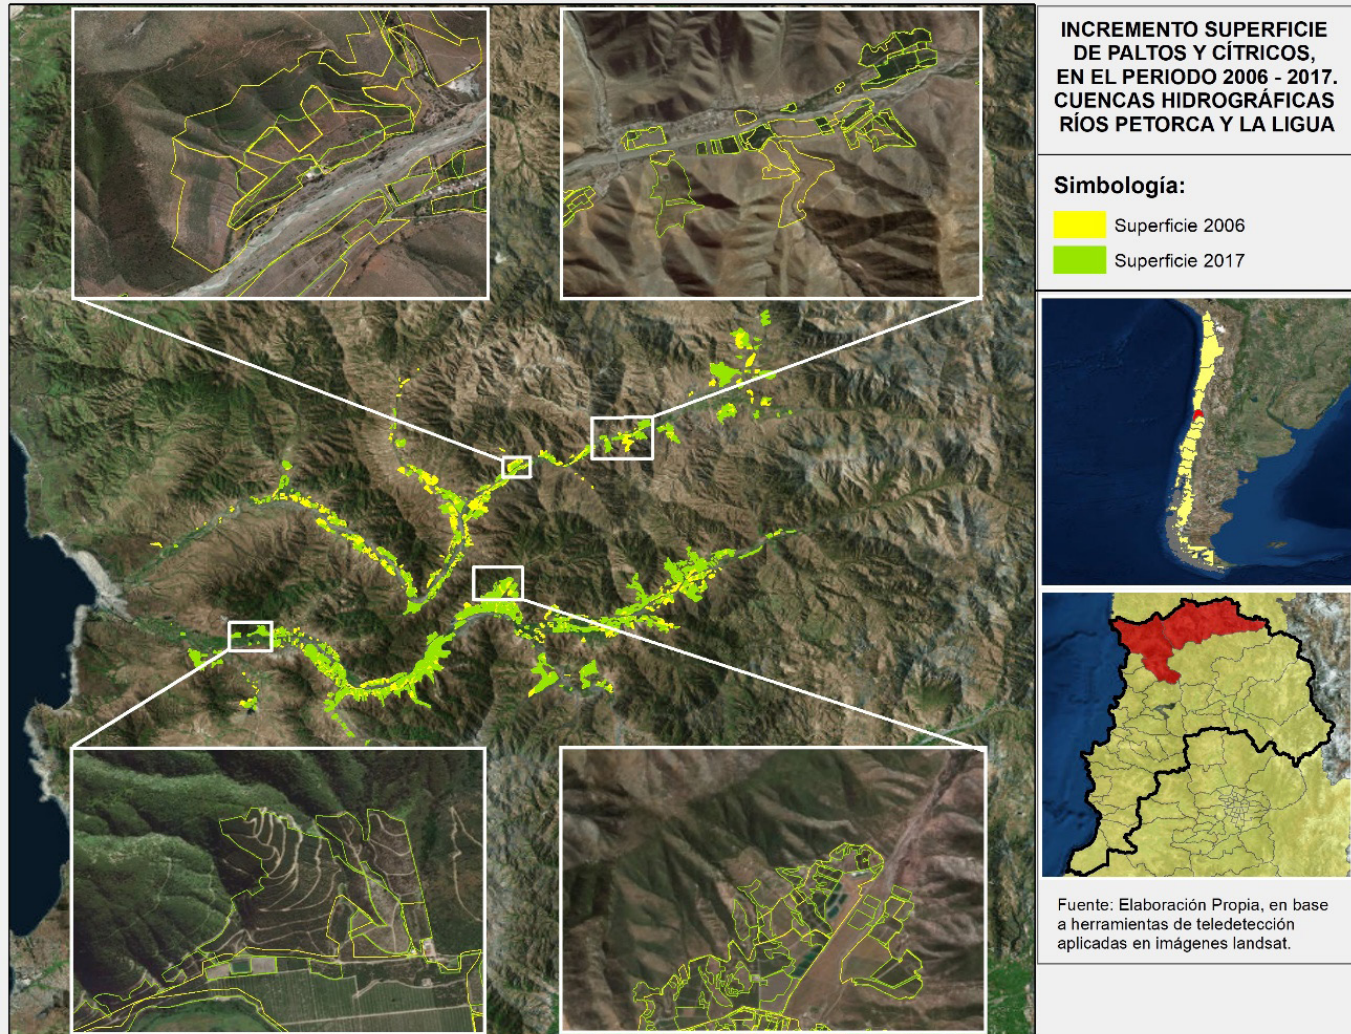 INCREMENTO SUPERFICIE
DE PALTOS Y CÍTRICOS,
EN EL PERIODO 2006 - 2017.
CUENCAS HIDROGRÁFICAS
RÍOS PETORCA Y LA LIGUA
Simbología:
Superficie 2006
Superficie 2017
Fuente: Elaboración Propia, en base
a herramientas de teledetección
aplicadas en imágenes landsat.